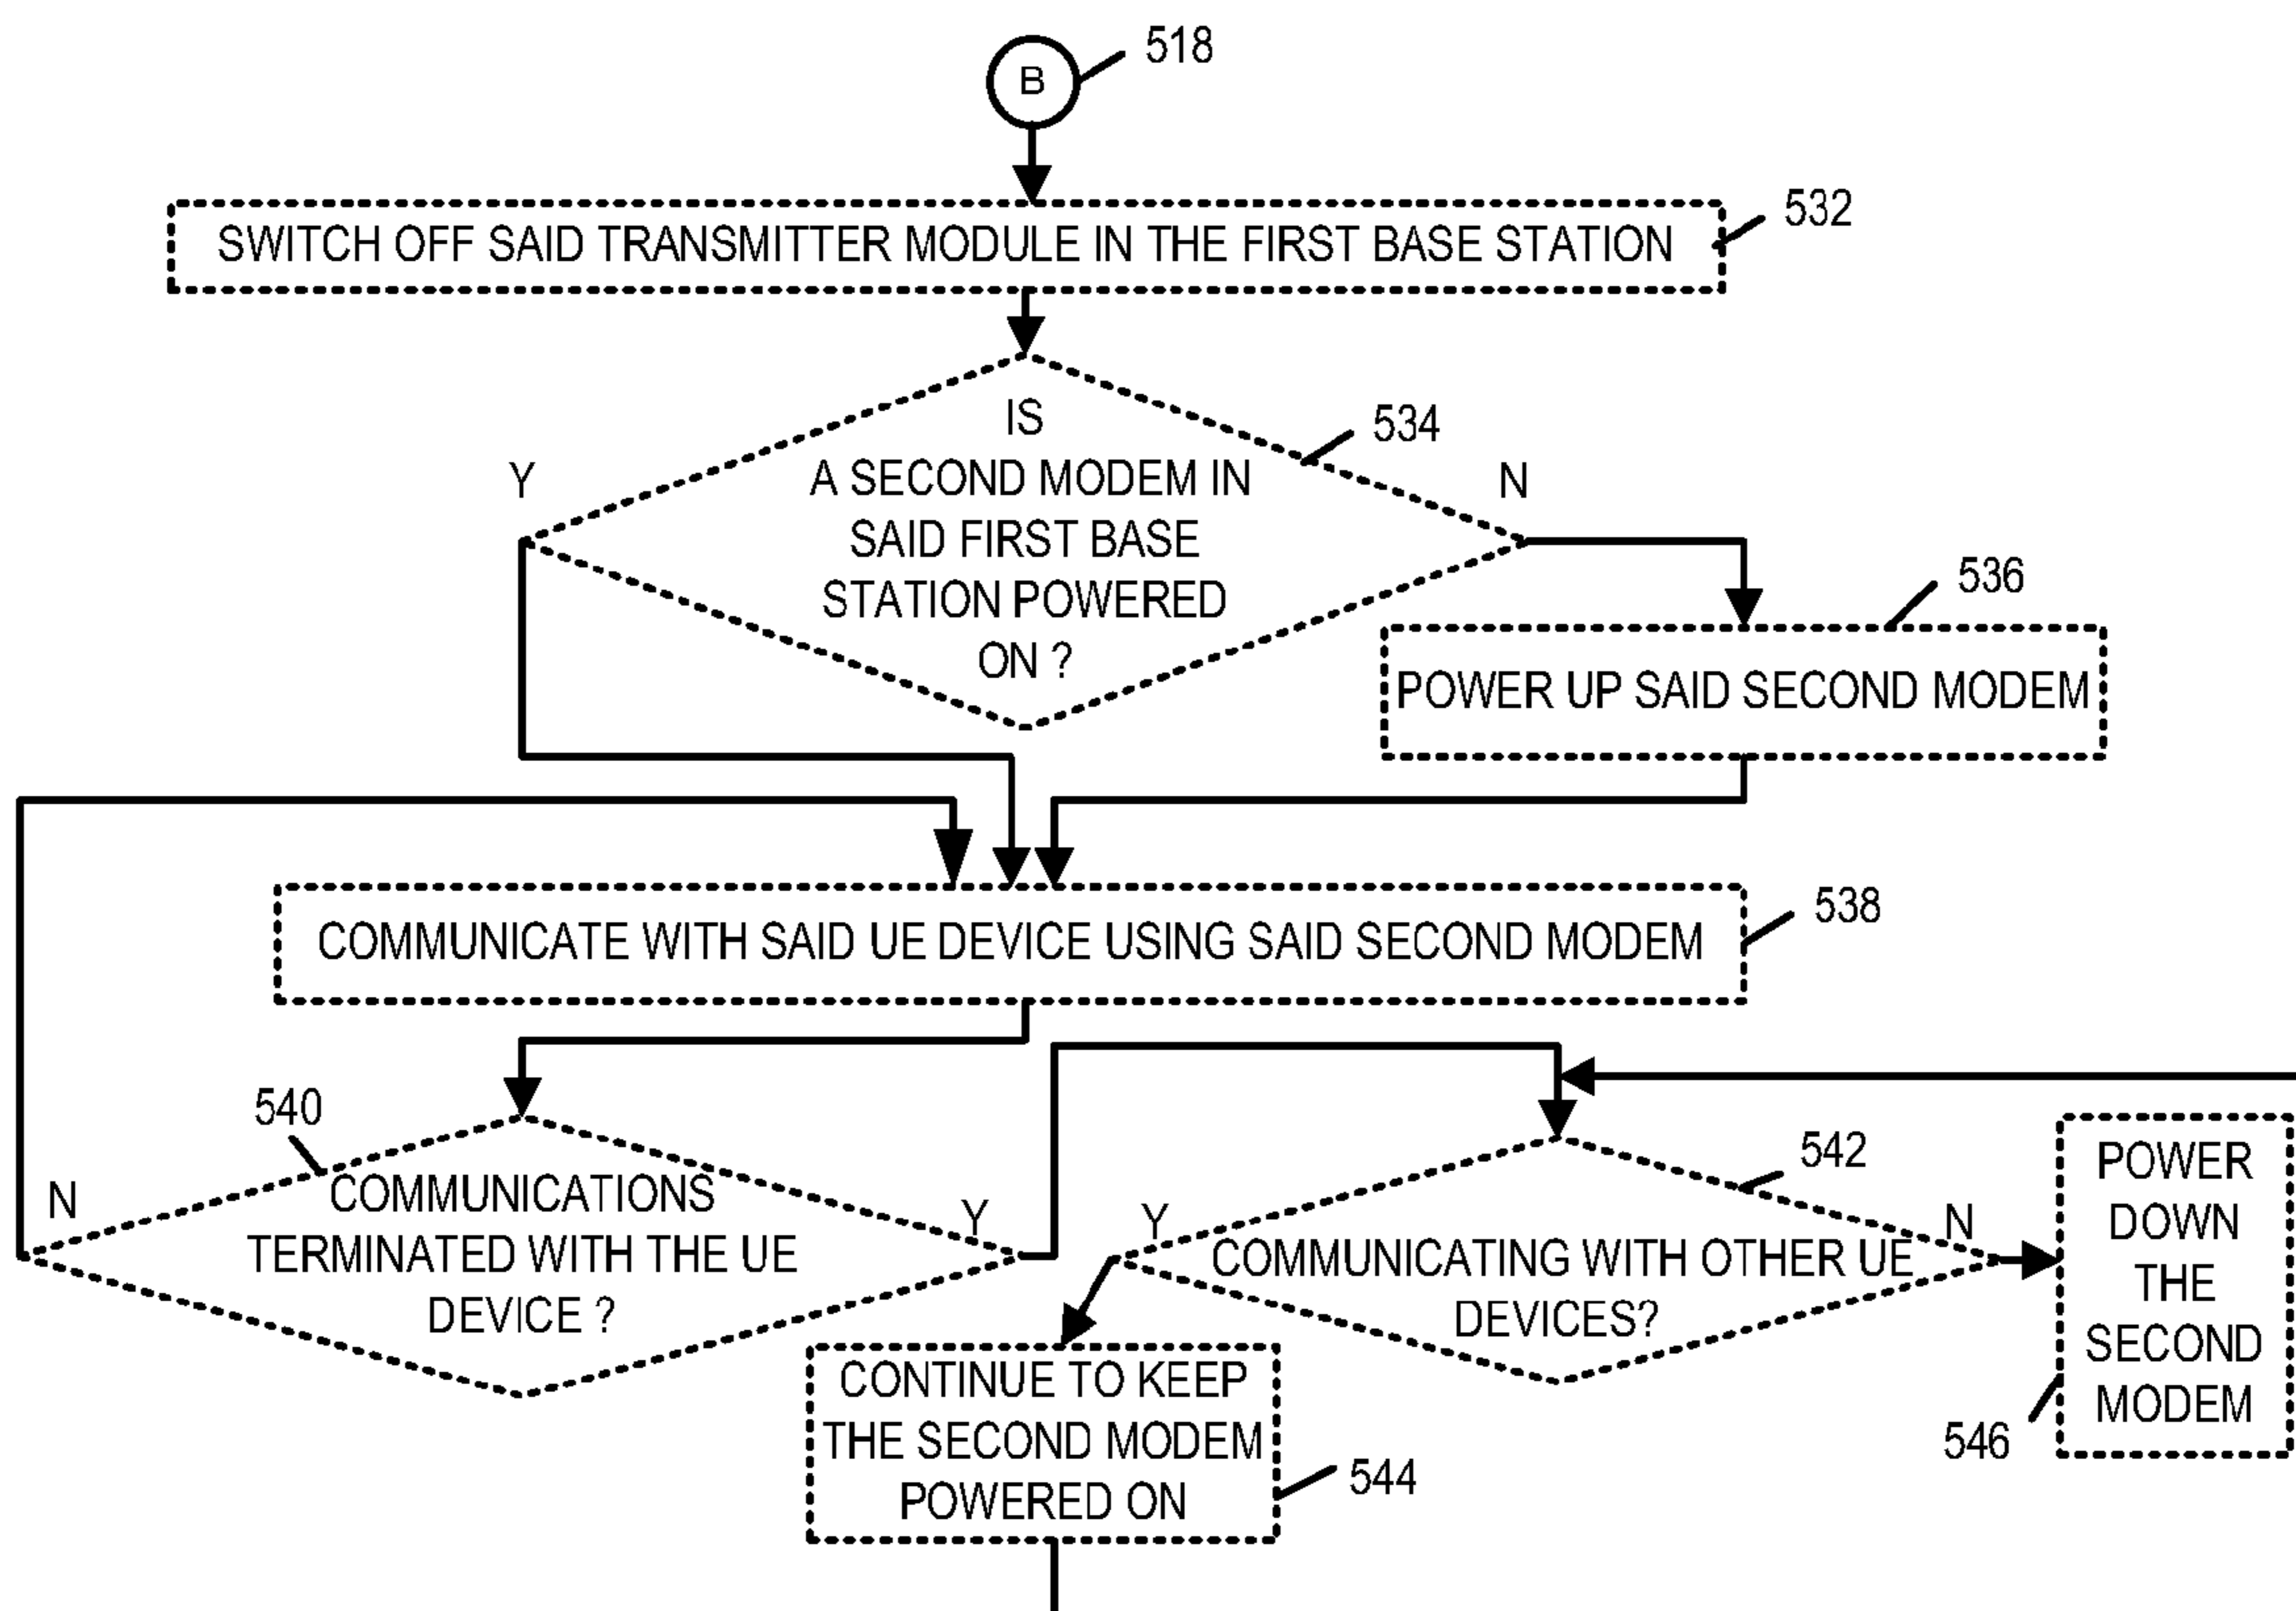 B
518
SWITCH OFF SAID TRANSMITTER MODULE IN THE FIRST BASE STATION
532
IS
A SECOND MODEM IN
SAID FIRST BASE
STATION POWERED
ON ?
534
Y
N
536
POWER UP SAID SECOND MODEM
538
COMMUNICATE WITH SAID UE DEVICE USING SAID SECOND MODEM
540
N
COMMUNICATIONS
TERMINATED WITH THE UE
DEVICE ?
Y
542
Y
COMMUNICATING WITH OTHER UE
DEVICES?
N
POWER
DOWN
THE
SECOND
MODEM
546
CONTINUE TO KEEP
THE SECOND MODEM
POWERED ON
544